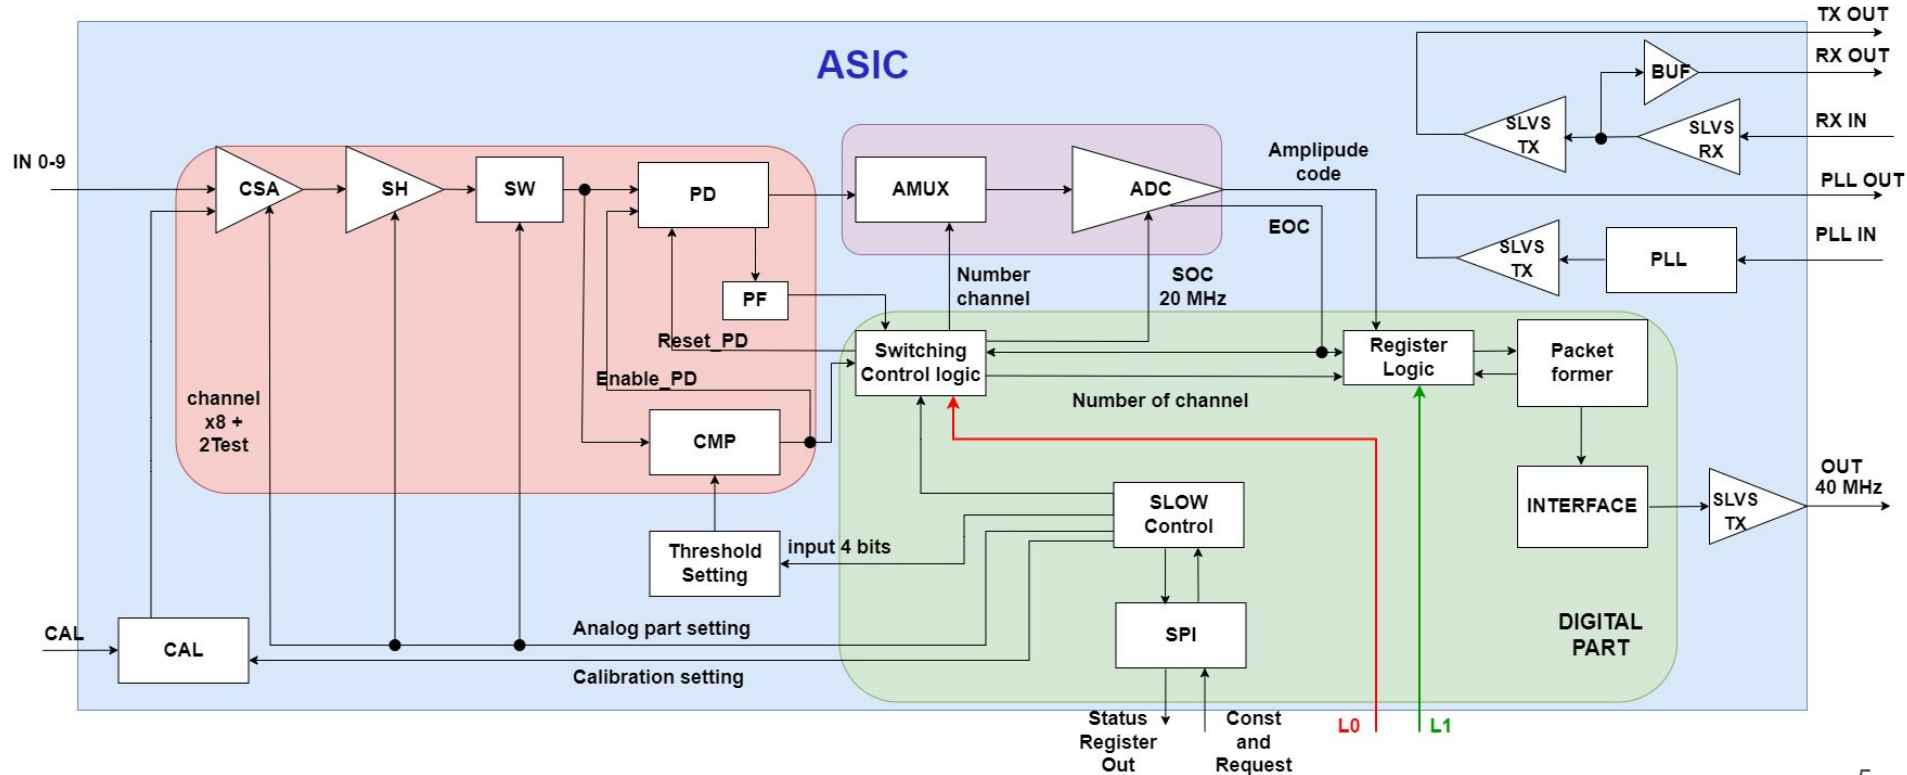 ASIC
TX OUT
RX OUT
BUF
RX IN
SLVS
TX
SLVS
RX
PLL OUT
PLL IN
SLVS
TX
PLL
IN 0-9
CSA
SH
SW
PD
AMUX
ADC
Amplipude
code
EOC
PF
Number
channel
SOC
20 MHz
Reset_PD
Enable_PD
Switching
Control logic
Register
Logic
Packet
former
channel
x8 +
2Test
CMP
Number of channel
Threshold
Setting
input 4 bits
SLOW
Control
INTERFACE
SLVS
TX
OUT
40 MHz
CAL
CAL
Analog part setting
Calibration setting
SPI
DIGITAL
PART
Status
Register
Out
Const
and
Request
L0
L1